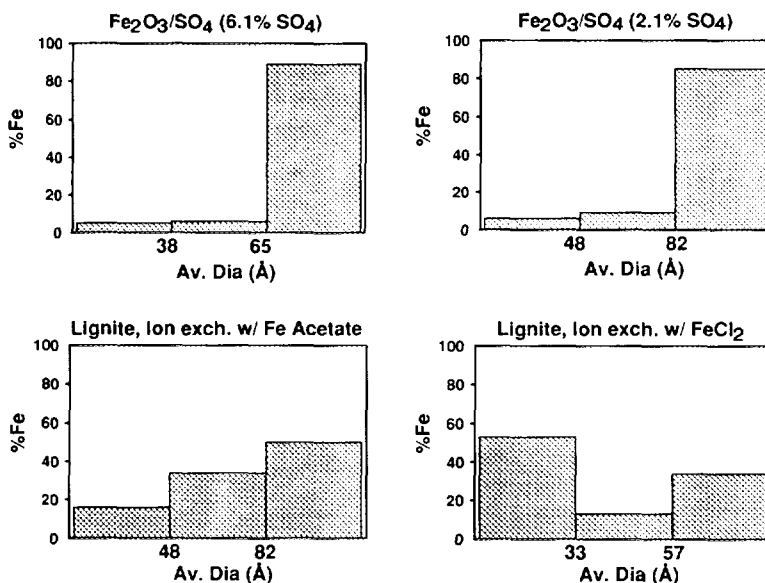 Fe₂O₃/SO₄ (6.1% SO₄)
100
80
60
40
20
0
%Fe
38 65
Av. Dia (Å)
Fe₂O₃/SO₄ (2.1% SO₄)
100
80
60
40
20
0
%Fe
48 82
Av. Dia (Å)
Lignite, Ion exch. w/ Fe Acetate
100
80
60
40
20
0
%Fe
48 82
Av. Dia (Å)
Lignite, Ion exch. w/ FeCl₂
100
80
60
40
20
0
%Fe
33 57
Av. Dia (Å)